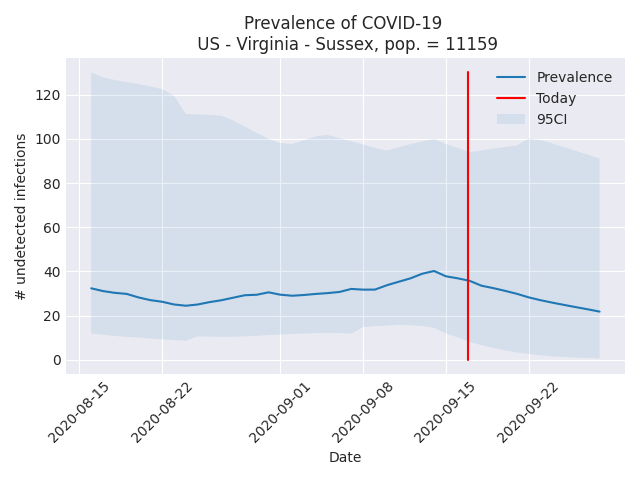 Prevalence of COVID-19
US - Virginia - Sussex, pop. = 11159
Prevalence
Today
95CI
# undetected infections
120
100
80
60
40
20
0
2020-08-15
2020-08-22
2020-09-01
2020-09-08
2020-09-15
2020-09-22
Date